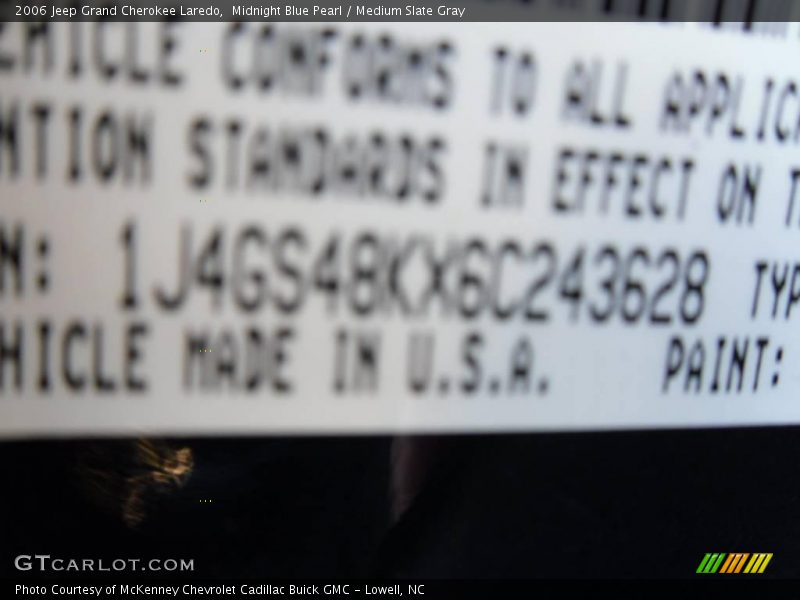 2006 Jeep Grand Cherokee Laredo,  Midnight Blue Pearl / Medium Slate Gray
EHICLE CONFORMS TO ALL APPLIC
NTION STANDARDS IN EFFECT ON T
N: 1J4GS48KX6C243628 TYP
HICLE MADE IN U.S.A. PAINT:
GTCARLOT.COM
Photo Courtesy of McKenney Chevrolet Cadillac Buick GMC - Lowell, NC